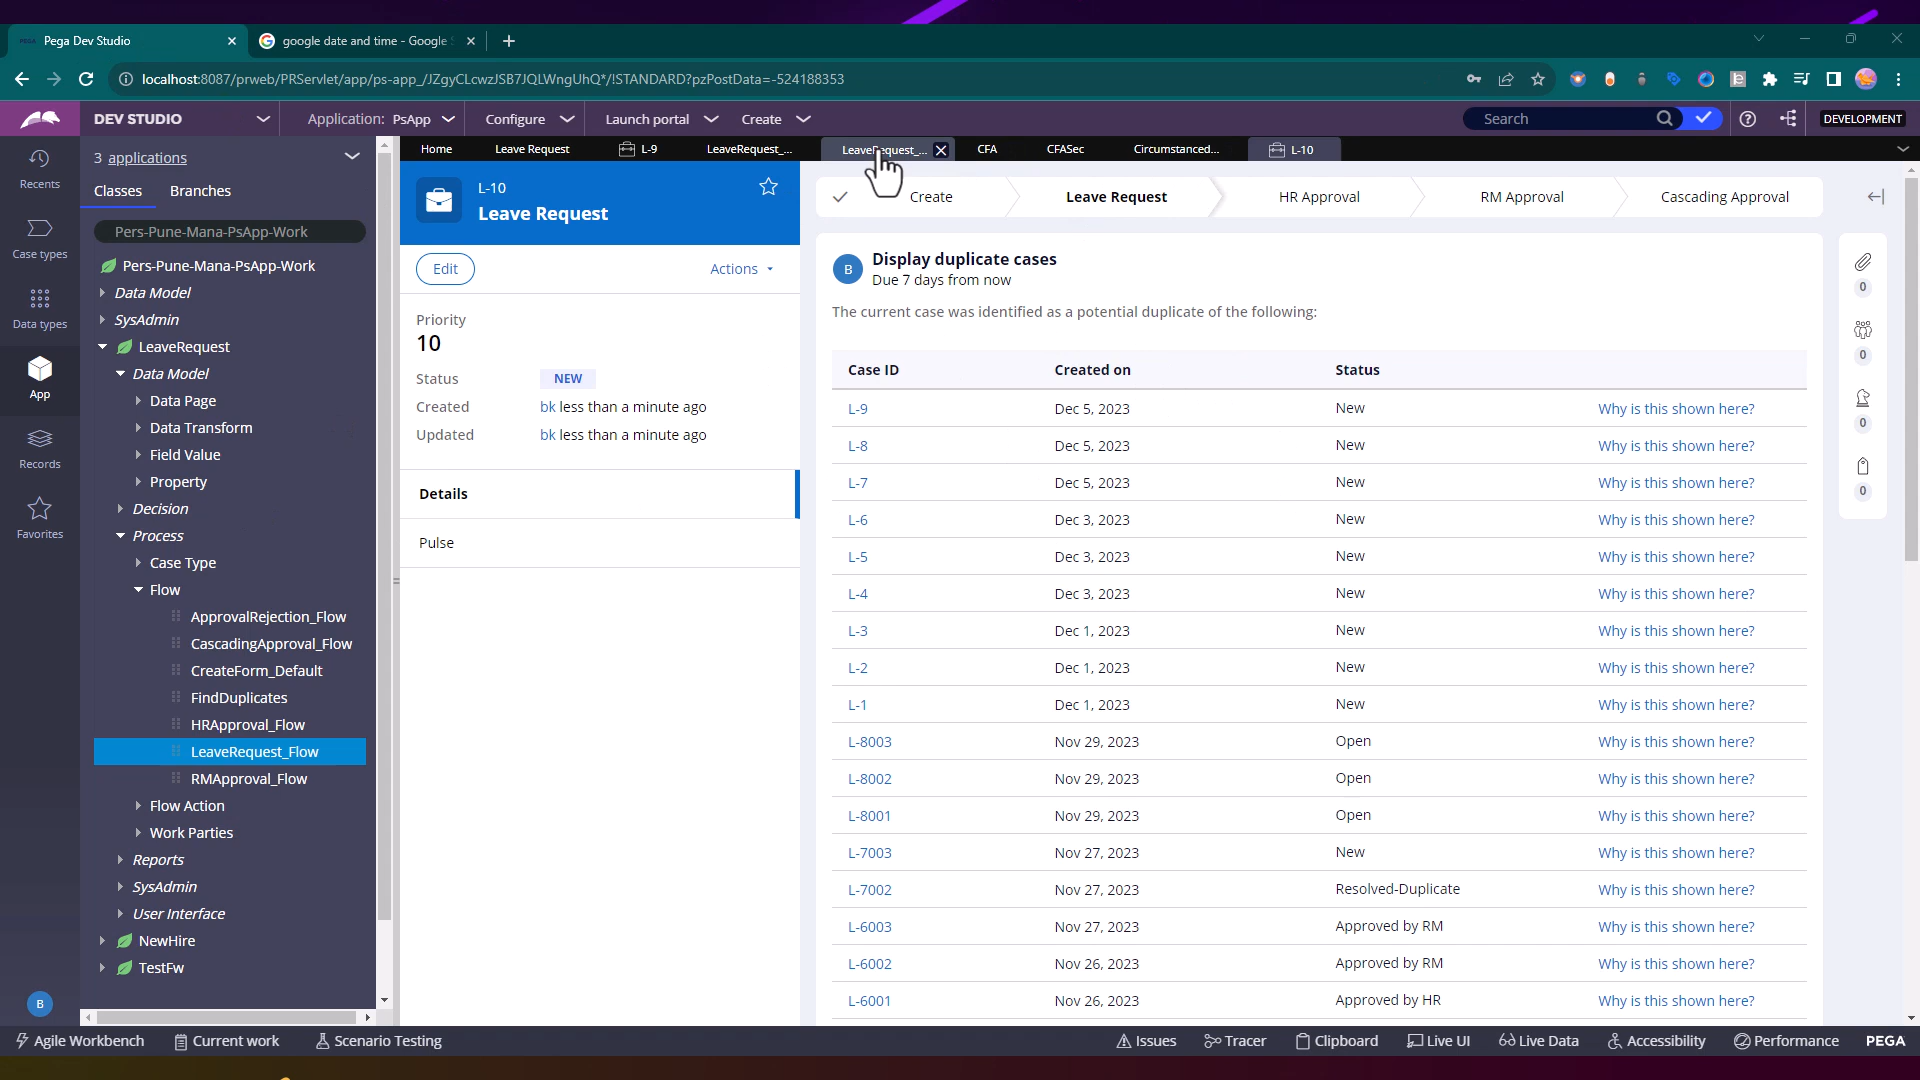 Pega Dev Studio
google date and time - Google S
localhost:8087/prweb/PRServlet/app/ps-app_/JZgyCLcwzJSB7JQLWngUhQ*/!STANDARD?pzPostData=-524188353
DEV STUDIO
Application: PsApp
Configure
Launch portal
Create
Search
DEVELOPMENT
Home
Leave Request
L-9
LeaveRequest_...
LeaveRequest_...
CFA
CFASec
Circumstanced...
L-10
Recents
Case types
Data types
App
Records
Favorites
B
3 applications
Classes
Branches
Pers-Pune-Mana-PsApp-Work
Pers-Pune-Mana-PsApp-Work
Data Model
SysAdmin
LeaveRequest
Data Model
Data Page
Data Transform
Field Value
Property
Decision
Process
Case Type
Flow
ApprovalRejection_Flow
CascadingApproval_Flow
CreateForm_Default
FindDuplicates
HRApproval_Flow
LeaveRequest_Flow
RMApproval_Flow
Flow Action
Work Parties
Reports
SysAdmin
User Interface
NewHire
TestFw
L-10
Leave Request
Edit
Actions
Priority
10
Status NEW
Created bk less than a minute ago
Updated bk less than a minute ago
Details
Pulse
Create
Leave Request
HR Approval
RM Approval
Cascading Approval
B
Display duplicate cases
Due 7 days from now
The current case was identified as a potential duplicate of the following:
Case ID Created on Status
L-9 Dec 5, 2023 New Why is this shown here?
L-8 Dec 5, 2023 New Why is this shown here?
L-7 Dec 5, 2023 New Why is this shown here?
L-6 Dec 3, 2023 New Why is this shown here?
L-5 Dec 3, 2023 New Why is this shown here?
L-4 Dec 3, 2023 New Why is this shown here?
L-3 Dec 1, 2023 New Why is this shown here?
L-2 Dec 1, 2023 New Why is this shown here?
L-1 Dec 1, 2023 New Why is this shown here?
L-8003 Nov 29, 2023 Open Why is this shown here?
L-8002 Nov 29, 2023 Open Why is this shown here?
L-8001 Nov 29, 2023 Open Why is this shown here?
L-7003 Nov 27, 2023 New Why is this shown here?
L-7002 Nov 27, 2023 Resolved-Duplicate Why is this shown here?
L-6003 Nov 27, 2023 Approved by RM Why is this shown here?
L-6002 Nov 26, 2023 Approved by RM Why is this shown here?
L-6001 Nov 26, 2023 Approved by HR Why is this shown here?
0
0
0
0
Agile Workbench
Current work
Scenario Testing
Issues
Tracer
Clipboard
Live UI
Live Data
Accessibility
Performance
PEGA